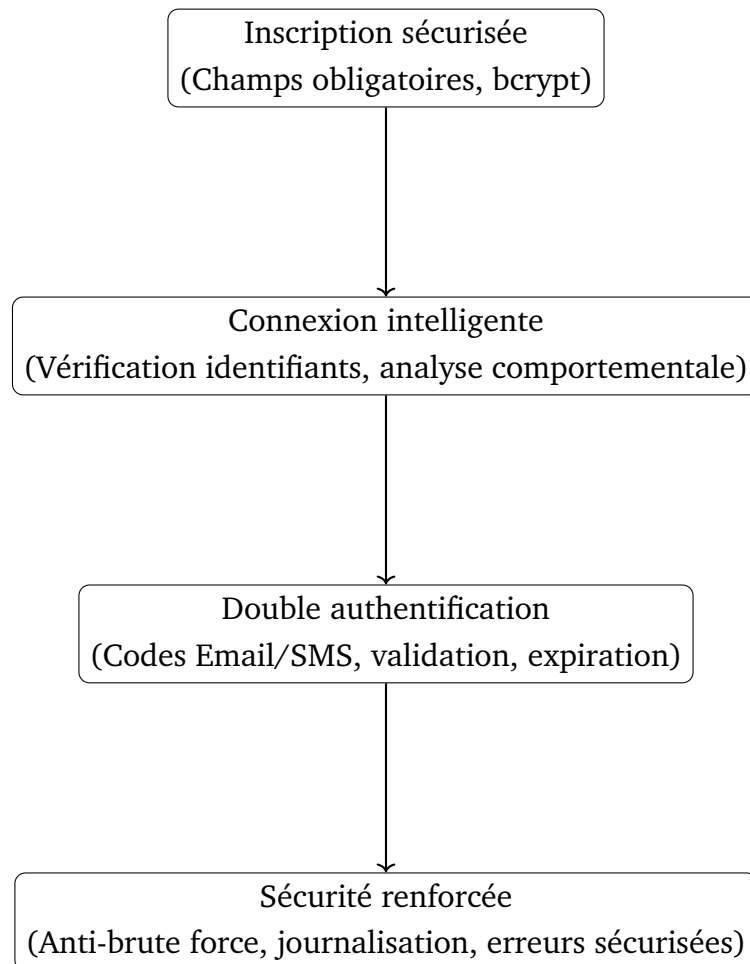 Inscription sécurisée
(Champs obligatoires, bcrypt)
Connexion intelligente
(Vérification identifiants, analyse comportementale)
Double authentification
(Codes Email/SMS, validation, expiration)
Sécurité renforcée
(Anti-brute force, journalisation, erreurs sécurisées)